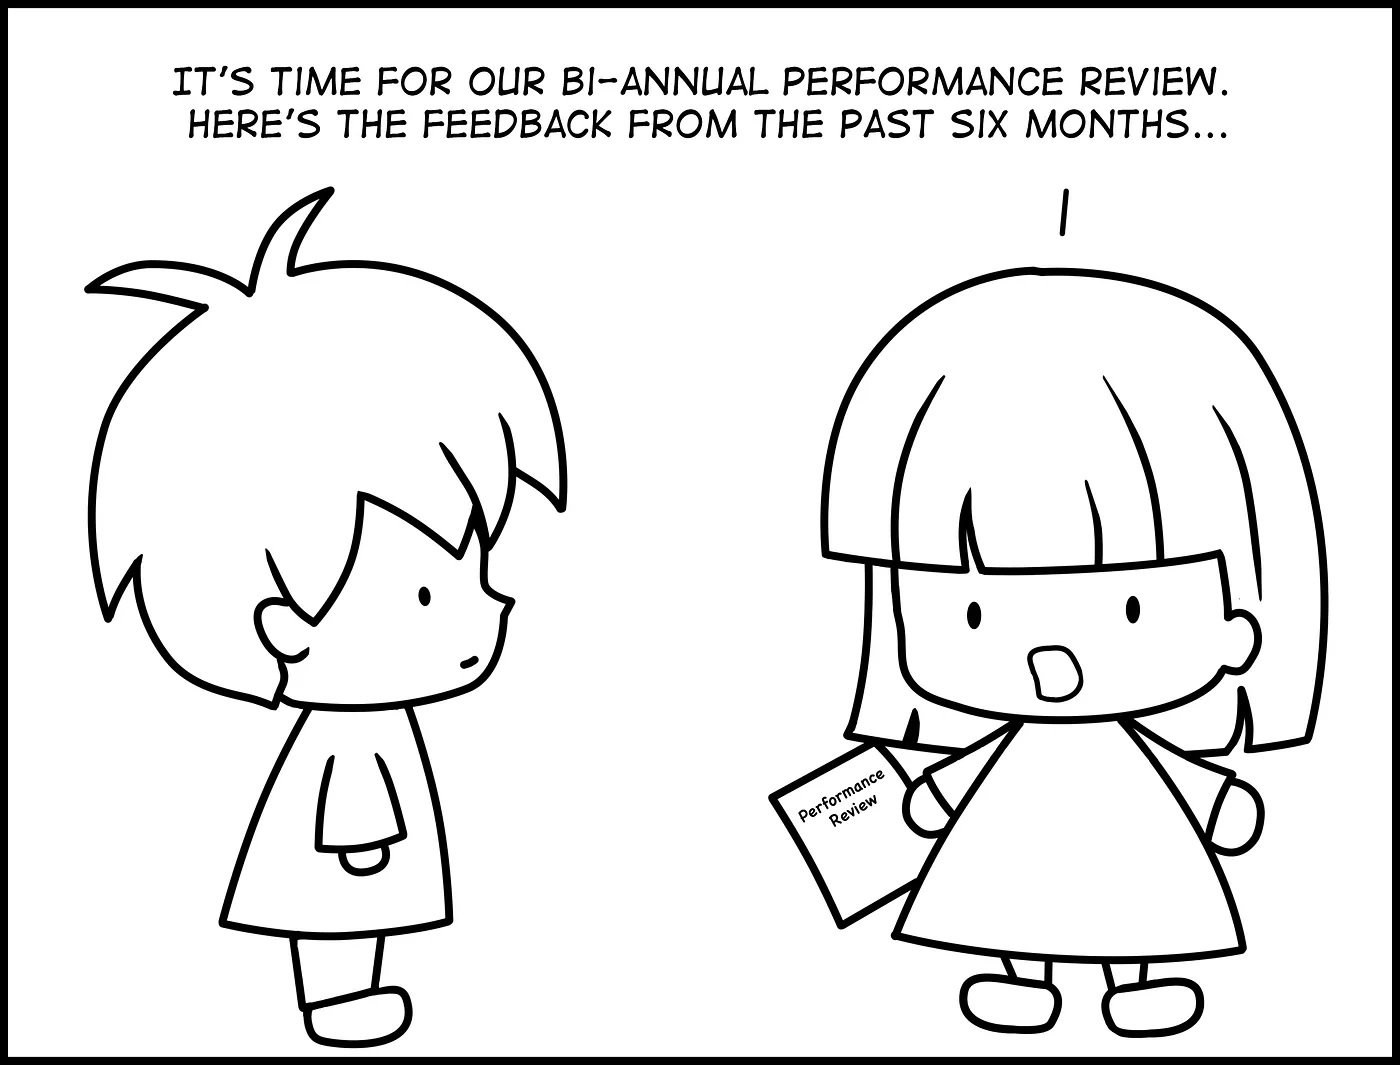 IT'S TIME FOR OUR BI-ANNUAL PERFORMANCE REVIEW.
HERE'S THE FEEDBACK FROM THE PAST SIX MONTHS...
Performance
Review